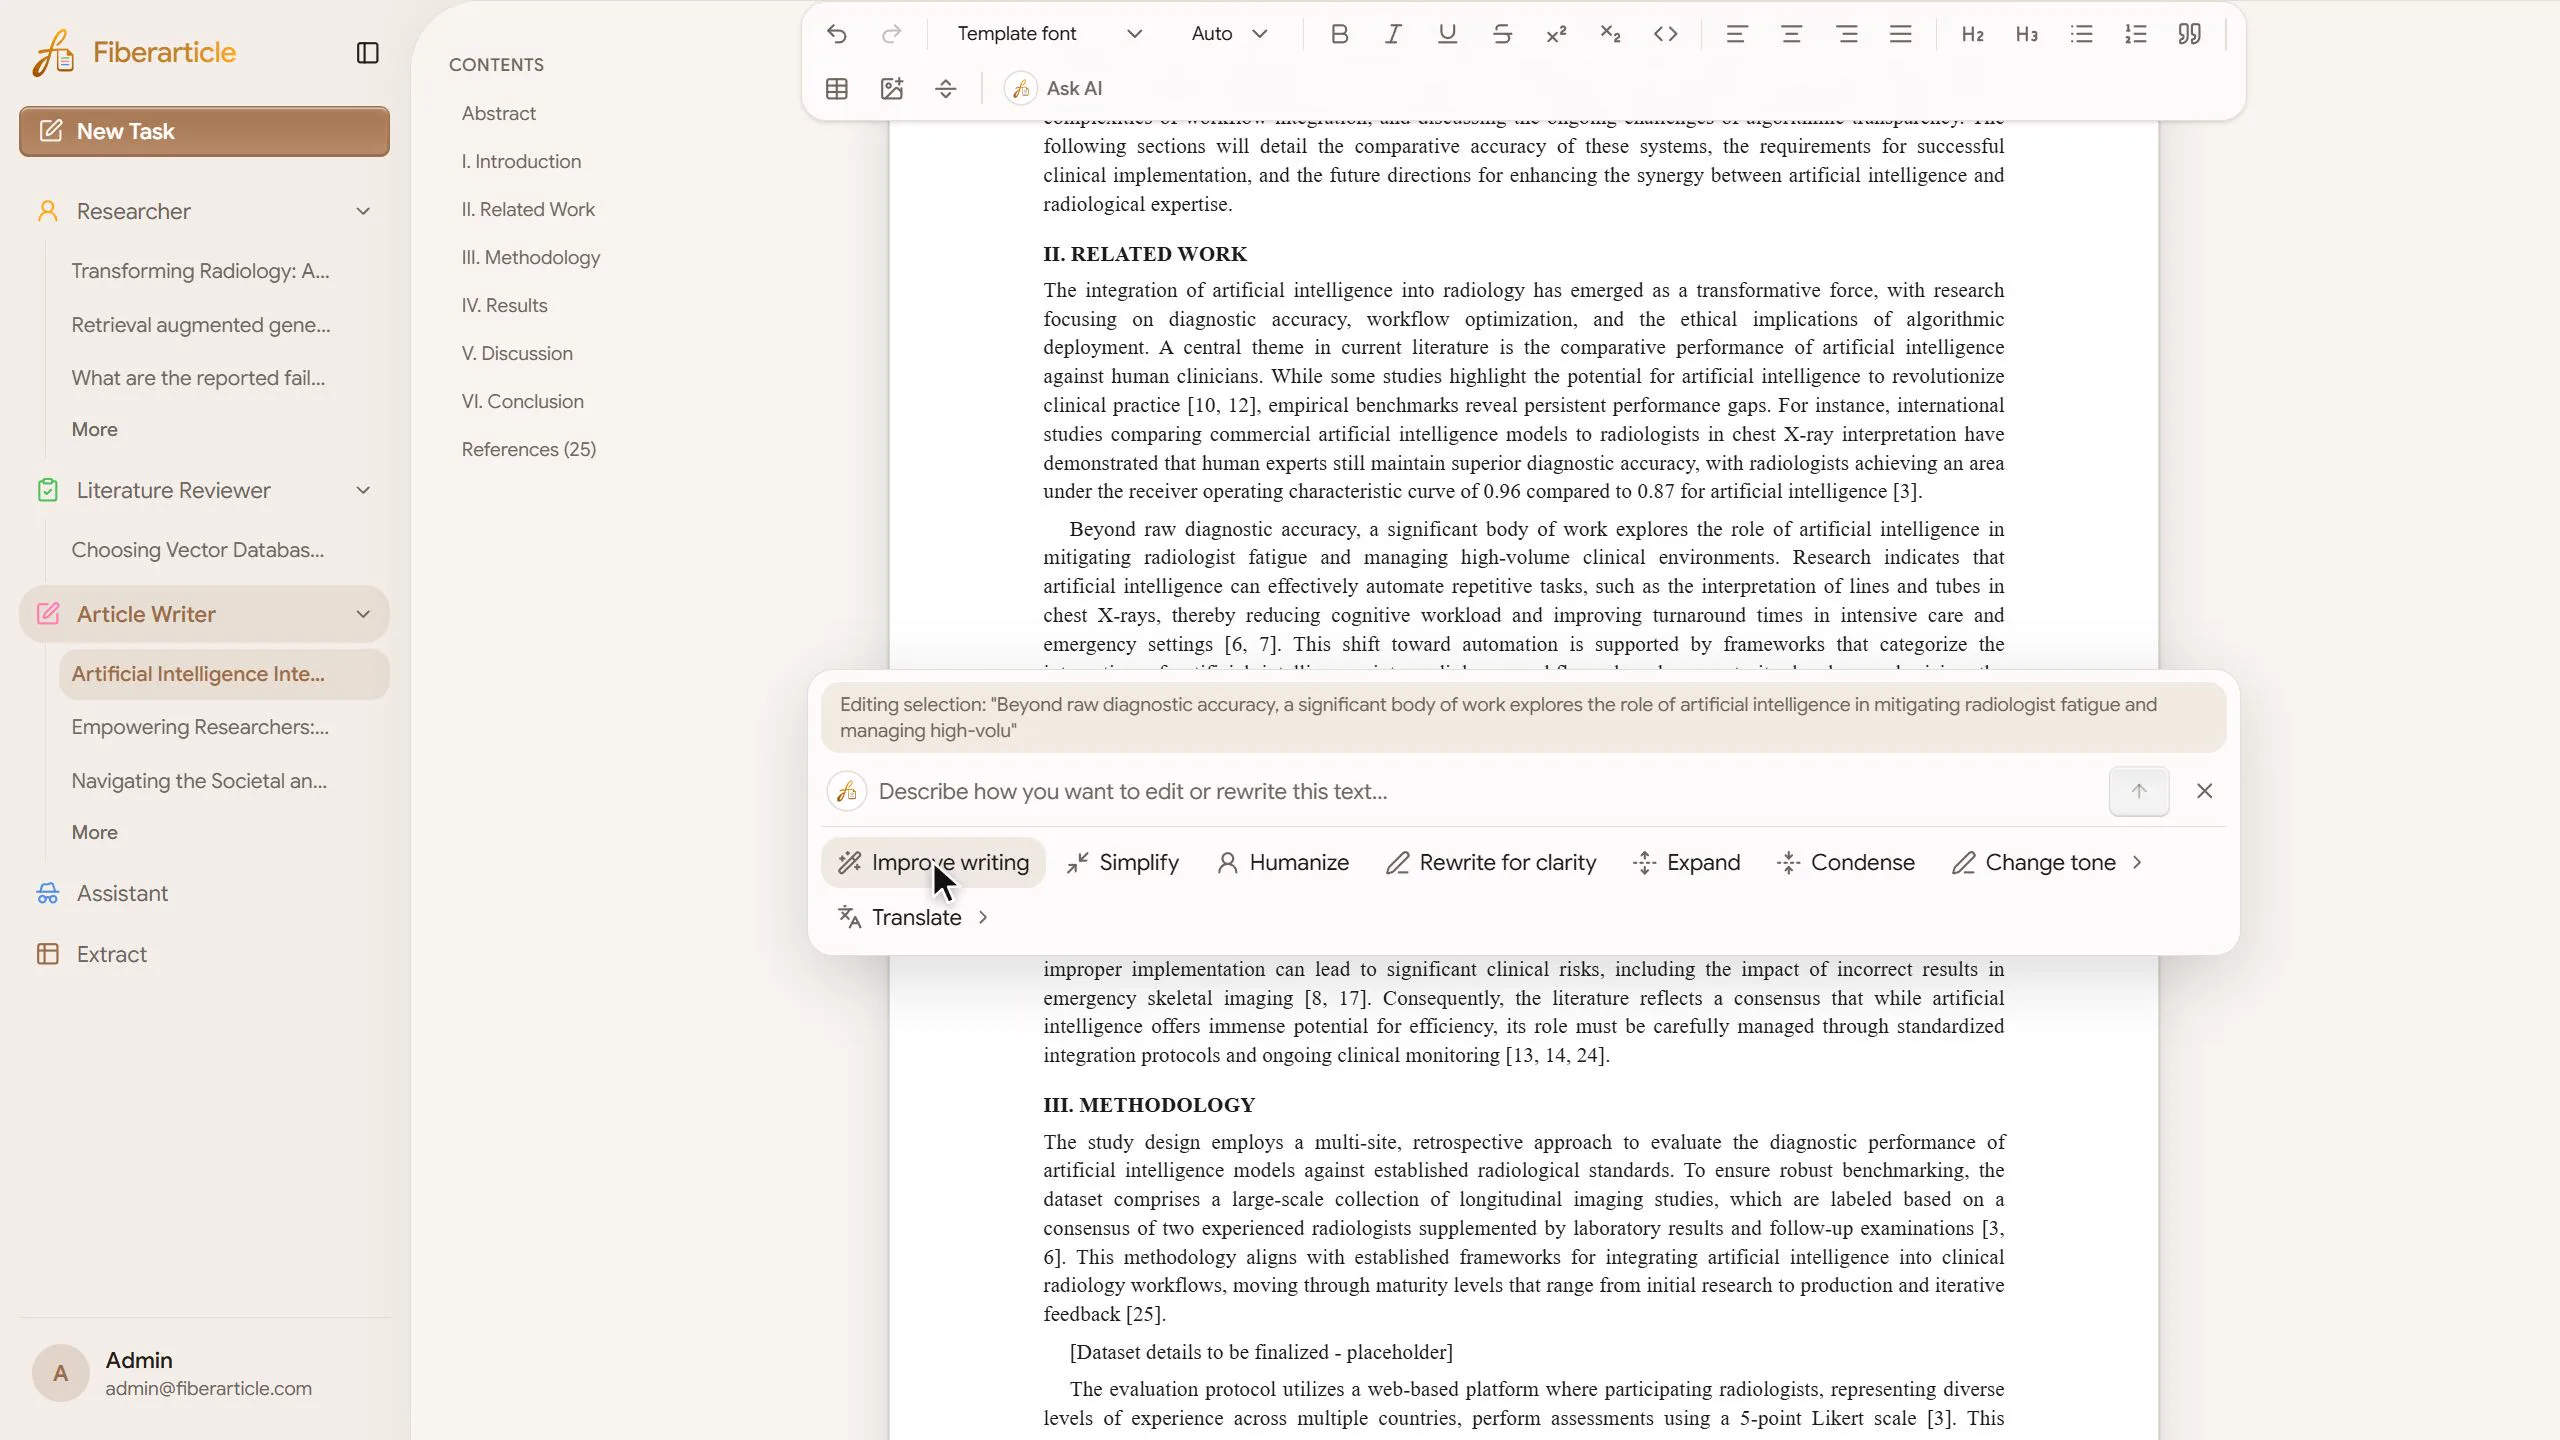 Fiberarticle
New Task
Researcher
Transforming Radiology: A...
Retrieval augmented gene...
What are the reported fail...
More
Literature Reviewer
Choosing Vector Databas...
Article Writer
Artificial Intelligence Inte...
Empowering Researchers:...
Navigating the Societal an...
More
Assistant
Extract
A
Admin
admin@fiberarticle.com
CONTENTS
Abstract
I. Introduction
II. Related Work
III. Methodology
IV. Results
V. Discussion
VI. Conclusion
References (25)
Template font
Auto
B I U S x² x₂ <> H2 H3
Ask AI
complexities of workflow integration, and discussing the ongoing challenges of algorithmic transparency. The
following sections will detail the comparative accuracy of these systems, the requirements for successful
clinical implementation, and the future directions for enhancing the synergy between artificial intelligence and
radiological expertise.
II. RELATED WORK
The integration of artificial intelligence into radiology has emerged as a transformative force, with research
focusing on diagnostic accuracy, workflow optimization, and the ethical implications of algorithmic
deployment. A central theme in current literature is the comparative performance of artificial intelligence
against human clinicians. While some studies highlight the potential for artificial intelligence to revolutionize
clinical practice [10, 12], empirical benchmarks reveal persistent performance gaps. For instance, international
studies comparing commercial artificial intelligence models to radiologists in chest X-ray interpretation have
demonstrated that human experts still maintain superior diagnostic accuracy, with radiologists achieving an area
under the receiver operating characteristic curve of 0.96 compared to 0.87 for artificial intelligence [3].
Beyond raw diagnostic accuracy, a significant body of work explores the role of artificial intelligence in
mitigating radiologist fatigue and managing high-volume clinical environments. Research indicates that
artificial intelligence can effectively automate repetitive tasks, such as the interpretation of lines and tubes in
chest X-rays, thereby reducing cognitive workload and improving turnaround times in intensive care and
emergency settings [6, 7]. This shift toward automation is supported by frameworks that categorize the
Editing selection: "Beyond raw diagnostic accuracy, a significant body of work explores the role of artificial intelligence in mitigating radiologist fatigue and
managing high-volu"
Describe how you want to edit or rewrite this text...
Improve writing
Simplify
Humanize
Rewrite for clarity
Expand
Condense
Change tone
Translate
improper implementation can lead to significant clinical risks, including the impact of incorrect results in
emergency skeletal imaging [8, 17]. Consequently, the literature reflects a consensus that while artificial
intelligence offers immense potential for efficiency, its role must be carefully managed through standardized
integration protocols and ongoing clinical monitoring [13, 14, 24].
III. METHODOLOGY
The study design employs a multi-site, retrospective approach to evaluate the diagnostic performance of
artificial intelligence models against established radiological standards. To ensure robust benchmarking, the
dataset comprises a large-scale collection of longitudinal imaging studies, which are labeled based on a
consensus of two experienced radiologists supplemented by laboratory results and follow-up examinations [3,
6]. This methodology aligns with established frameworks for integrating artificial intelligence into clinical
radiology workflows, moving through maturity levels that range from initial research to production and iterative
feedback [25].
[Dataset details to be finalized - placeholder]
The evaluation protocol utilizes a web-based platform where participating radiologists, representing diverse
levels of experience across multiple countries, perform assessments using a 5-point Likert scale [3]. This